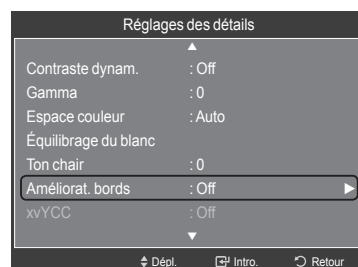 Réglages des détails
Contraste dynam. : Off
Gamma : 0
Espace couleur : Auto
Équilibrage du blanc
Ton chair : 0
Améliorat. bords : Off
xvYCC : Off
Dépl. Intro. Retour